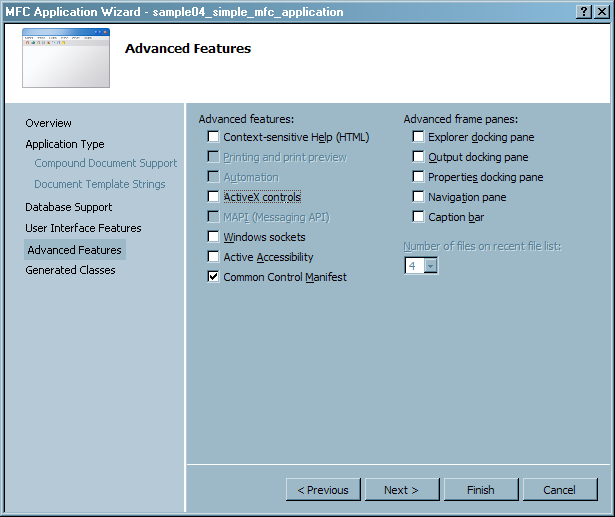 MFC Application Wizard - sample04_simple_mfc_application
Advanced Features
Overview
Application Type
Compound Document Support
Document Template Strings
Database Support
User Interface Features
Advanced Features
Generated Classes
Advanced features:
Context-sensitive Help (HTML)
Printing and print preview
Automation
ActiveX controls
MAPI (Messaging API)
Windows sockets
Active Accessibility
Common Control Manifest
Advanced frame panes:
Explorer docking pane
Output docking pane
Properties docking pane
Navigation pane
Caption bar
Number of files on recent file list:
4
< Previous
Next >
Finish
Cancel